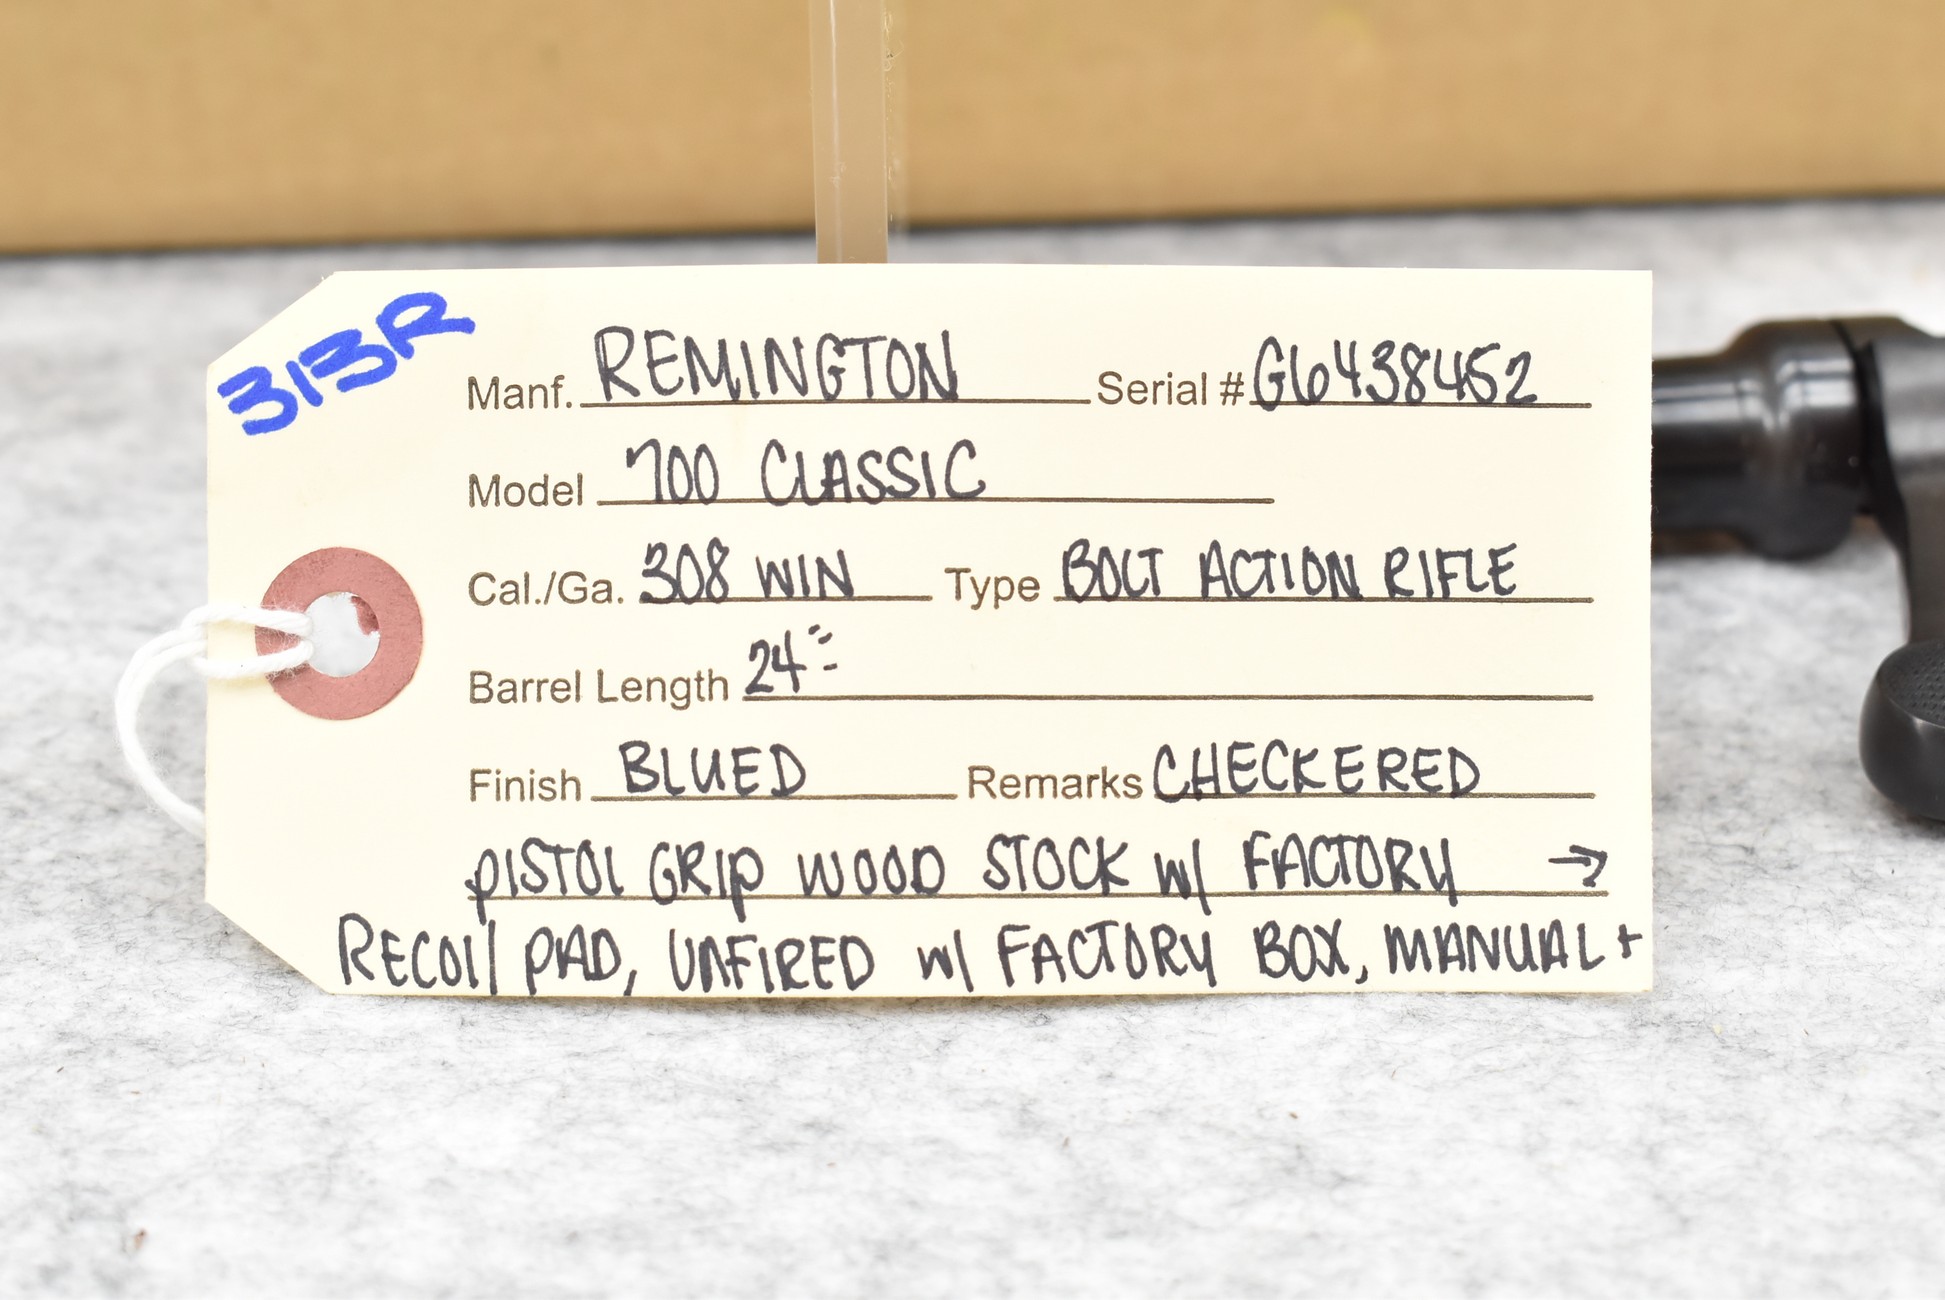 313R
Manf. REMINGTON Serial # G6438452
Model 700 CLASSIC
Cal./Ga. 308 WIN Type BOLT ACTION RIFLE
Barrel Length 24"
Finish BLUED Remarks CHECKERED
PISTOL GRIP WOOD STOCK w/ FACTORY →
RECOIL PAD, UNFIRED w/ FACTORY BOX, MANUAL +